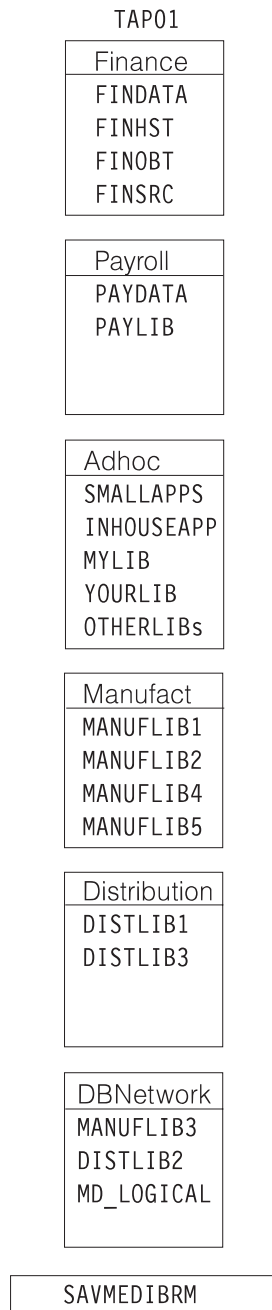 TAP01
Finance
FINDATA
FINHST
FINOBT
FINSRC
Payroll
PAYDATA
PAYLIB
Adhoc
SMALLAPPS
INHOUSEAPP
MYLIB
YOURLIB
OTHERLIBs
Manufact
MANUFLIB1
MANUFLIB2
MANUFLIB4
MANUFLIB5
Distribution
DISTLIB1
DISTLIB3
DBNetwork
MANUFLIB3
DISTLIB2
MD_LOGICAL
SAVMEDIBRM